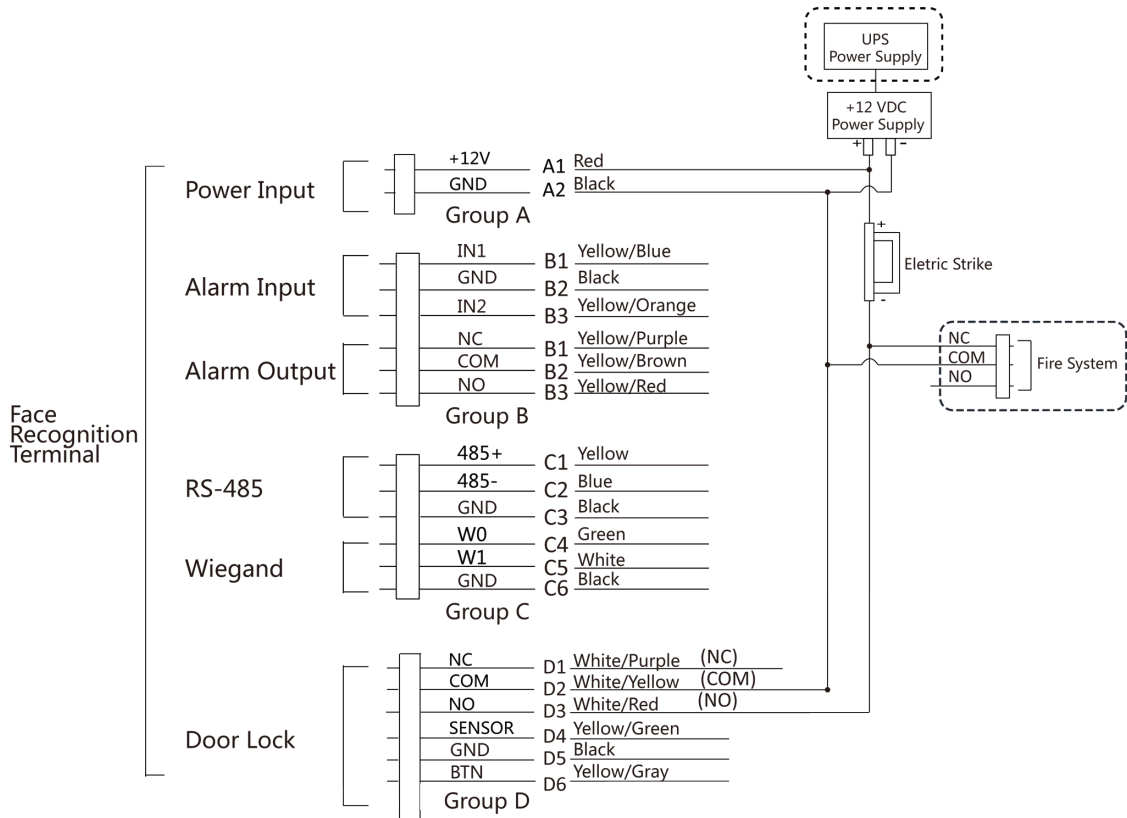 UPS
Power Supply
+12 VDC
Power Supply
+ -
Power Input
+12V A1 Red
GND A2 Black
Group A
+
Eletric Strike
-
Alarm Input
IN1 B1 Yellow/Blue
GND B2 Black
IN2 B3 Yellow/Orange
Alarm Output
NC B1 Yellow/Purple
COM B2 Yellow/Brown
NO B3 Yellow/Red
Group B
NC
COM
NO
Fire System
Face
Recognition
Terminal
RS-485
485+ C1 Yellow
485- C2 Blue
GND C3 Black
Wiegand
W0 C4 Green
W1 C5 White
GND C6 Black
Group C
Door Lock
NC D1 White/Purple (NC)
COM D2 White/Yellow (COM)
NO D3 White/Red (NO)
SENSOR D4 Yellow/Green
GND D5 Black
BTN D6 Yellow/Gray
Group D